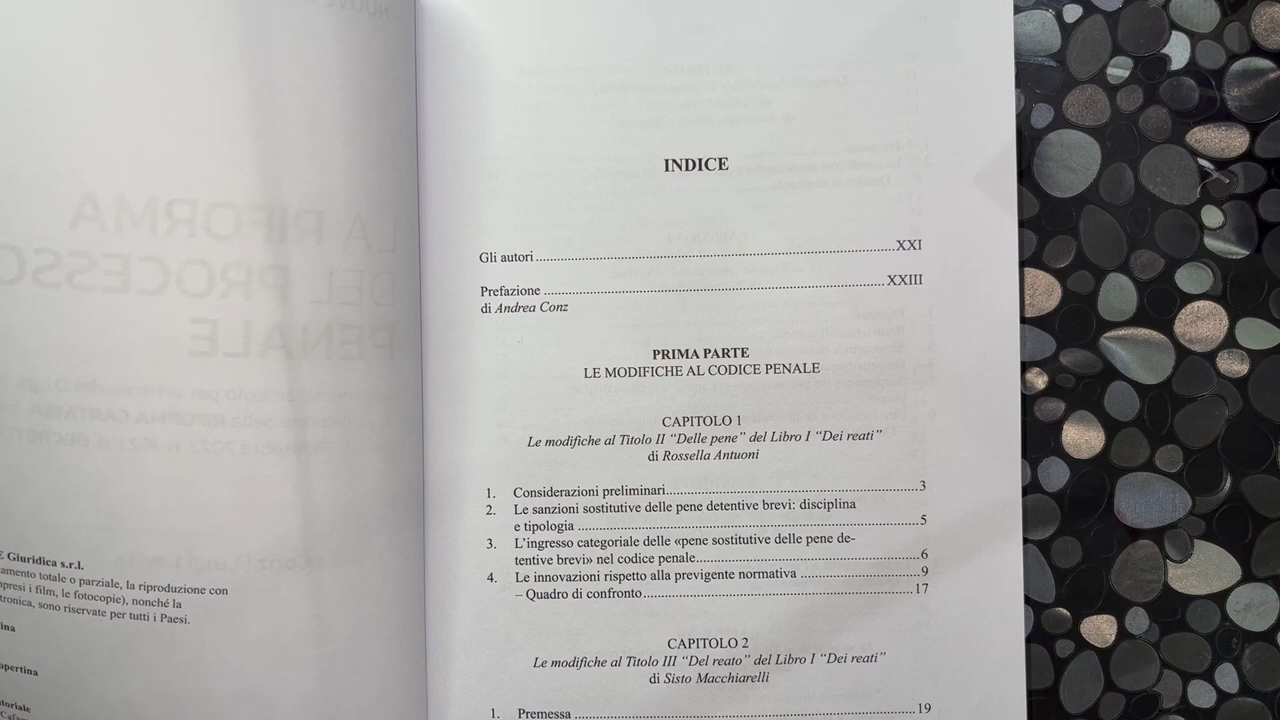 E Giuridica s.r.l.
amento totale o parziale, la riproduzione con
presi i film, le fotocopie), nonché la
tronica, sono riservate per tutti i Paesi.
ina
opertina
toriale
INDICE
Gli autori ........ XXI
Prefazione ........ XXIII
di Andrea Conz
PRIMA PARTE
LE MODIFICHE AL CODICE PENALE
CAPITOLO 1
Le modifiche al Titolo II “Delle pene” del Libro I “Dei reati”
di Rossella Antuoni
1. Considerazioni preliminari........ 3
2. Le sanzioni sostitutive delle pene detentive brevi: disciplina
e tipologia ........ 5
3. L’ingresso categoriale delle «pene sostitutive delle pene de-
tentive brevi» nel codice penale........ 6
4. Le innovazioni rispetto alla previgente normativa ........ 9
– Quadro di confronto........ 17
CAPITOLO 2
Le modifiche al Titolo III “Del reato” del Libro I “Dei reati”
di Sisto Macchiarelli
1. Premessa ........ 19